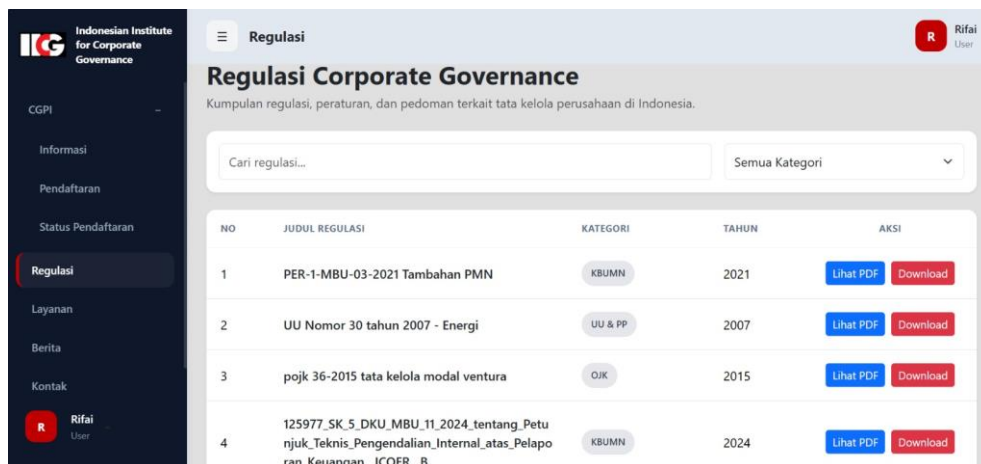 IICG
Indonesian Institute
for Corporate
Governance
☰ Regulasi
R
Rifai
User
CGPI –
Informasi
Pendaftaran
Status Pendaftaran
Regulasi
Layanan
Berita
Kontak
R
Rifai
User
Regulasi Corporate Governance
Kumpulan regulasi, peraturan, dan pedoman terkait tata kelola perusahaan di Indonesia.
Cari regulasi...
Semua Kategori
NO JUDUL REGULASI KATEGORI TAHUN AKSI
1 PER-1-MBU-03-2021 Tambahan PMN KBUMN 2021 Lihat PDF Download
2 UU Nomor 30 tahun 2007 - Energi UU & PP 2007 Lihat PDF Download
3 pojk 36-2015 tata kelola modal ventura OJK 2015 Lihat PDF Download
125977_SK_5_DKU_MBU_11_2024_tentang_Petu
4 njuk_Teknis_Pengendalian_Internal_atas_Pelapo KBUMN 2024 Lihat PDF Download
ran_Keuangan